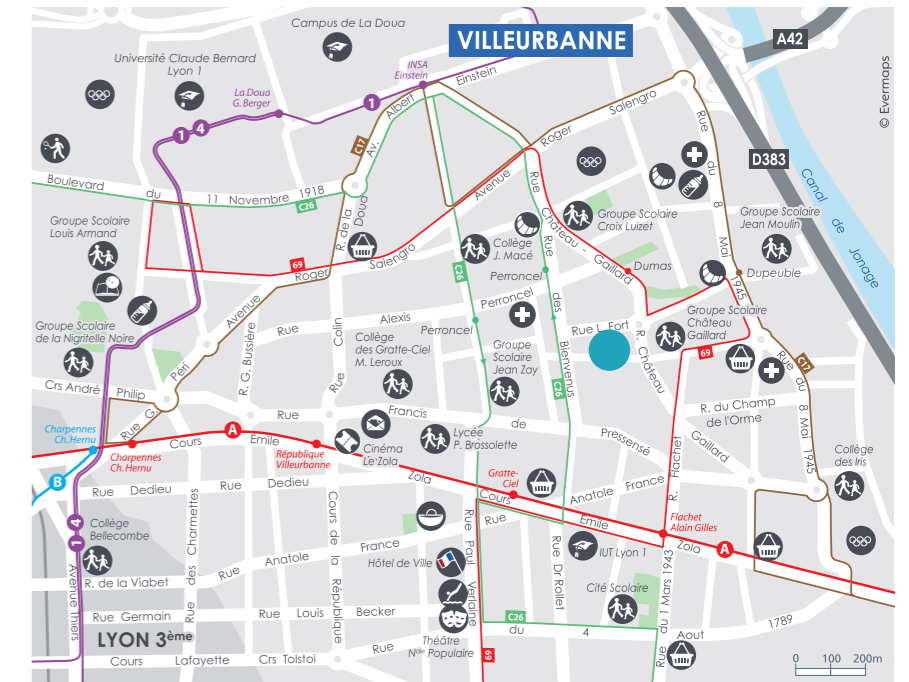 Campus de La Doua
VILLEURBANNE
A42
© Evermaps
Université Claude Bernard
Lyon 1
INSA
Einstein
Einstein
La Doua
G. Berger
1
1
4
Albert
Av.
C17
Salengro
Roger
Avenue
Rue
du
8
Mai
1945
D383
Canal de Jonage
Boulevard
du
11 Novembre 1918
C26
R. de la
Doua
Groupe Scolaire
Louis Armand
Rue
Château - Gaillard
Groupe Scolaire
Croix Luizet
Groupe Scolaire
Jean Moulin
Collège
J. Macé
Salengro
Roger
69
C26
Perroncel
Dumas
Dupeuble
Rue
des
Bienvenus
Perroncel
Alexis
Rue
Perroncel
Avenue
Groupe Scolaire
de la Nigritelle Noire
R. G. Bussière
Colin
Rue
Collège
des Gratte-Ciel
M. Leroux
Groupe
Scolaire
Jean Zay
Rue L. Fort
R. Château
Gaillard
Groupe Scolaire
Château
Gaillard
69
C17
Rue du
8 Mai
1945
Crs André
Philip
Rue G.
Péri
C26
R. du Champ
de l'Orme
Rue
Francis
de
Pressensé
Charpennes
Ch. Hernu
Charpennes
Ch. Hernu
Cours
A
Emile
République
Villeurbanne
Cinéma
Le Zola
Lycée
P. Brossolette
Collège
des Iris
B
Zola
Gratte-
Ciel
R. Flachet
Rue Dedieu
Rue
Dedieu
Cours
Rue
Anatole
France
Emile
Flachet
Alain Gilles
Zola
A
4
1
Collège
Bellecombe
Rue des Charmettes
Cours de la République
Rue
Anatole
France
Hôtel de Ville
Rue Paul Verlaine
Rue Dr Rollet
IUT Lyon 1
R. de la Viabet
Cité Scolaire
Rue du 1 Mars 1943
Avenue Thiers
Rue Germain
Rue Louis Becker
C26
du
4
Aout
1789
LYON 3ème
Théâtre
Nal Populaire
69
Cours Lafayette
Crs Tolstoi
Rue
0 100 200m